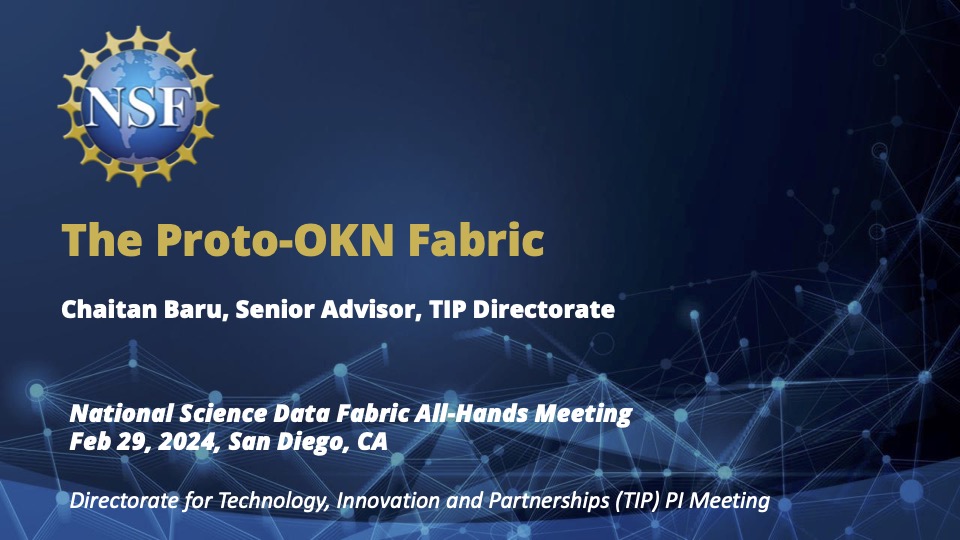 NSF
The Proto-OKN Fabric
Chaitan Baru, Senior Advisor, TIP Directorate
National Science Data Fabric All-Hands Meeting
Feb 29, 2024, San Diego, CA
Directorate for Technology, Innovation and Partnerships (TIP) PI Meeting